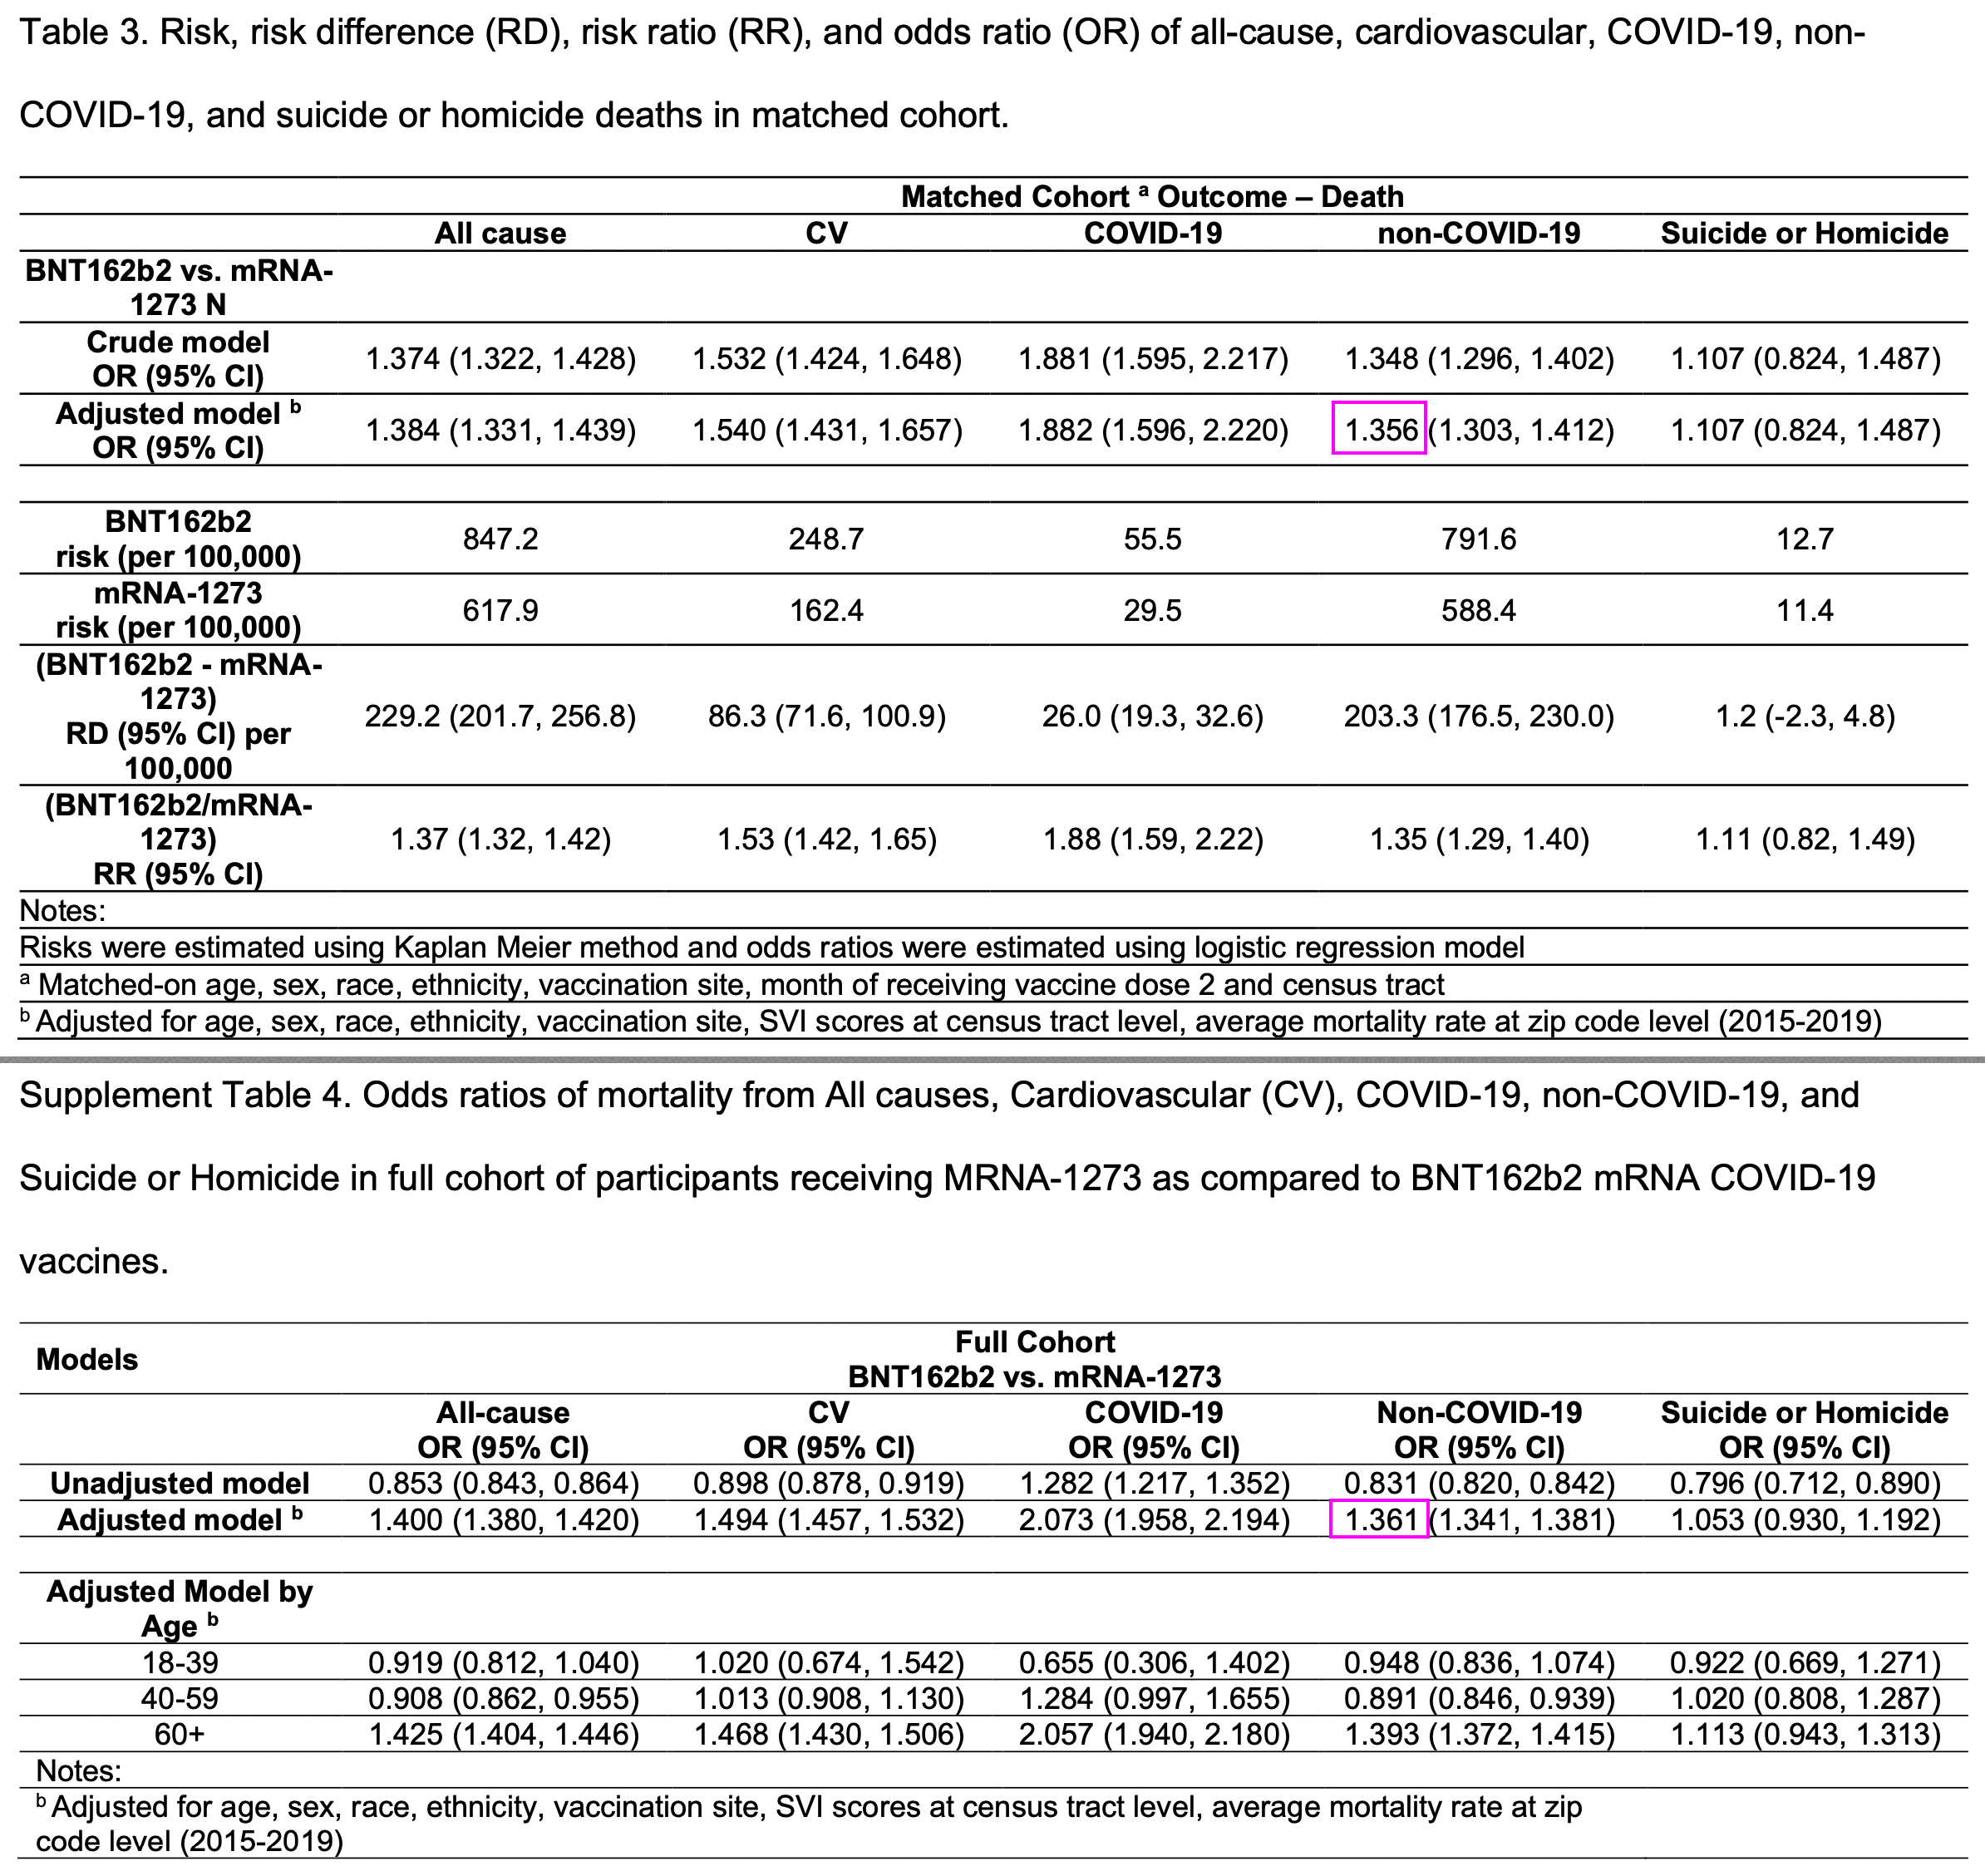 Table 3. Risk, risk difference (RD), risk ratio (RR), and odds ratio (OR) of all-cause, cardiovascular, COVID-19, non-
COVID-19, and suicide or homicide deaths in matched cohort.
Matched Cohort ᵃ Outcome – Death
All cause CV COVID-19 non-COVID-19 Suicide or Homicide
BNT162b2 vs. mRNA-
1273 N
Crude model
OR (95% CI) 1.374 (1.322, 1.428) 1.532 (1.424, 1.648) 1.881 (1.595, 2.217) 1.348 (1.296, 1.402) 1.107 (0.824, 1.487)
Adjusted model ᵇ
OR (95% CI) 1.384 (1.331, 1.439) 1.540 (1.431, 1.657) 1.882 (1.596, 2.220) 1.356 (1.303, 1.412) 1.107 (0.824, 1.487)
BNT162b2
risk (per 100,000) 847.2 248.7 55.5 791.6 12.7
mRNA-1273
risk (per 100,000) 617.9 162.4 29.5 588.4 11.4
(BNT162b2 - mRNA-
1273)
RD (95% CI) per
100,000 229.2 (201.7, 256.8) 86.3 (71.6, 100.9) 26.0 (19.3, 32.6) 203.3 (176.5, 230.0) 1.2 (-2.3, 4.8)
(BNT162b2/mRNA-
1273)
RR (95% CI) 1.37 (1.32, 1.42) 1.53 (1.42, 1.65) 1.88 (1.59, 2.22) 1.35 (1.29, 1.40) 1.11 (0.82, 1.49)
Notes:
Risks were estimated using Kaplan Meier method and odds ratios were estimated using logistic regression model
ᵃ Matched-on age, sex, race, ethnicity, vaccination site, month of receiving vaccine dose 2 and census tract
ᵇ Adjusted for age, sex, race, ethnicity, vaccination site, SVI scores at census tract level, average mortality rate at zip code level (2015-2019)
Supplement Table 4. Odds ratios of mortality from All causes, Cardiovascular (CV), COVID-19, non-COVID-19, and
Suicide or Homicide in full cohort of participants receiving MRNA-1273 as compared to BNT162b2 mRNA COVID-19
vaccines.
Models Full Cohort
BNT162b2 vs. mRNA-1273
All-cause CV COVID-19 Non-COVID-19 Suicide or Homicide
OR (95% CI) OR (95% CI) OR (95% CI) OR (95% CI) OR (95% CI)
Unadjusted model 0.853 (0.843, 0.864) 0.898 (0.878, 0.919) 1.282 (1.217, 1.352) 0.831 (0.820, 0.842) 0.796 (0.712, 0.890)
Adjusted model ᵇ 1.400 (1.380, 1.420) 1.494 (1.457, 1.532) 2.073 (1.958, 2.194) 1.361 (1.341, 1.381) 1.053 (0.930, 1.192)
Adjusted Model by
Age ᵇ
18-39 0.919 (0.812, 1.040) 1.020 (0.674, 1.542) 0.655 (0.306, 1.402) 0.948 (0.836, 1.074) 0.922 (0.669, 1.271)
40-59 0.908 (0.862, 0.955) 1.013 (0.908, 1.130) 1.284 (0.997, 1.655) 0.891 (0.846, 0.939) 1.020 (0.808, 1.287)
60+ 1.425 (1.404, 1.446) 1.468 (1.430, 1.506) 2.057 (1.940, 2.180) 1.393 (1.372, 1.415) 1.113 (0.943, 1.313)
Notes:
ᵇ Adjusted for age, sex, race, ethnicity, vaccination site, SVI scores at census tract level, average mortality rate at zip
code level (2015-2019)